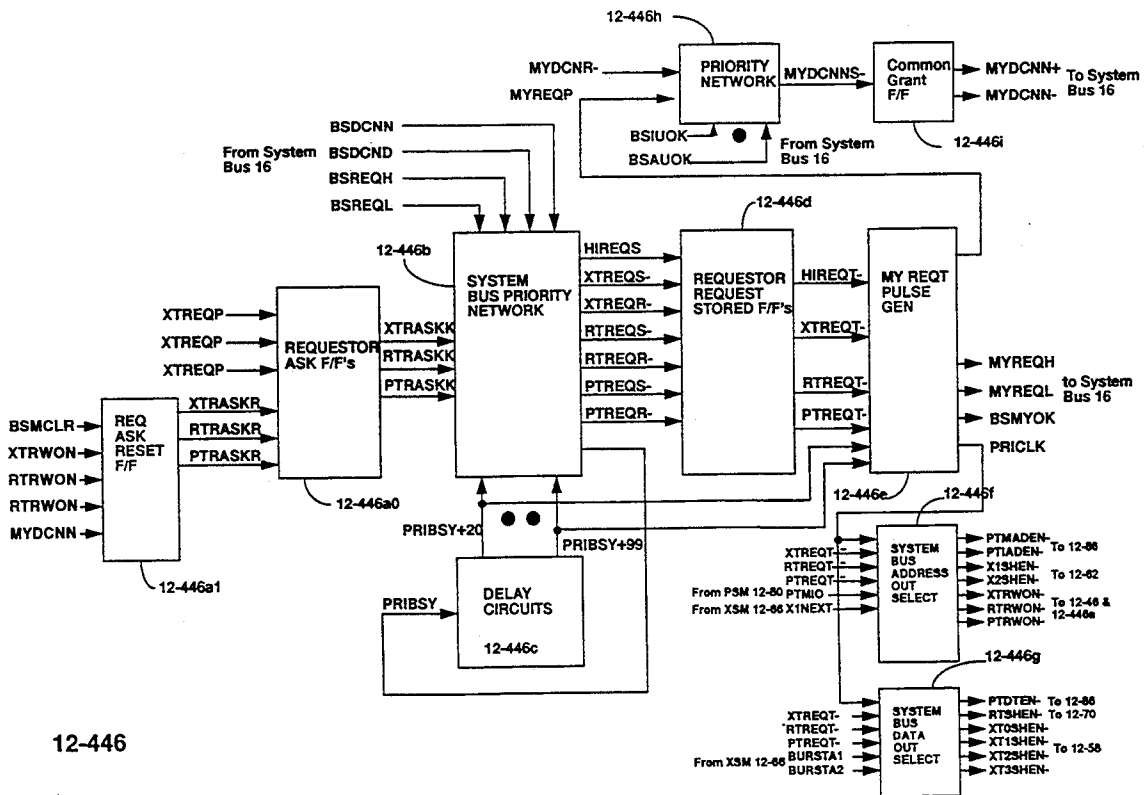 12-446h
MYDCNR-
MYREQP
PRIORITY
NETWORK
MYDCNNS-
Common
Grant
F/F
MYDCNN+
MYDCNN-
To System
Bus 16
12-446i
BSIUOK
BSAUOK
From System
Bus 16
From System
Bus 16
BSDCNN
BSDCND
BSREQH
BSREQL
12-446b
SYSTEM
BUS PRIORITY
NETWORK
HIREQS
XTREQS-
XTREQR-
RTREQS-
RTREQR-
PTREQS-
PTREQR-
12-446d
REQUESTOR
REQUEST
STORED F/F's
HIREQT-
XTREQT-
RTREQT-
PTREQT-
MY REQT
PULSE
GEN
MYREQH
MYREQL
BSMYOK
to System
Bus 16
PRICLK
12-446e
XTREQP
XTREQP
XTREQP
REQUESTOR
ASK F/F's
XTRASKK
RTRASKK
PTRASKK
12-446a0
BSMCLR
XTRWON
RTRWON
RTRWON
MYDCNN
REQ
ASK
RESET
F/F
XTRASKR
RTRASKR
PTRASKR
12-446a1
PRIBSY+20
PRIBSY+99
PRIBSY
DELAY
CIRCUITS
12-446c
12-446f
XTREQT-
RTREQT-
PTREQT-
From PSM 12-80 PTMIO
From XSM 12-66 X1NEXT
SYSTEM
BUS
ADDRESS
OUT
SELECT
PTMADEN-
PTIADEN-
To 12-86
X1SHEN-
X2SHEN-
To 12-62
XTRWON-
RTRWON-
PTRWON-
To 12-46 &
12-446a
12-446g
XTREQT-
RTREQT-
PTREQT-
From XSM 12-66
BURSTA1
BURSTA2
SYSTEM
BUS
DATA
OUT
SELECT
PTDTEN- To 12-86
RTSHEN- To 12-70
XT0SHEN-
XT1SHEN-
XT2SHEN-
XT3SHEN-
To 12-58
12-446